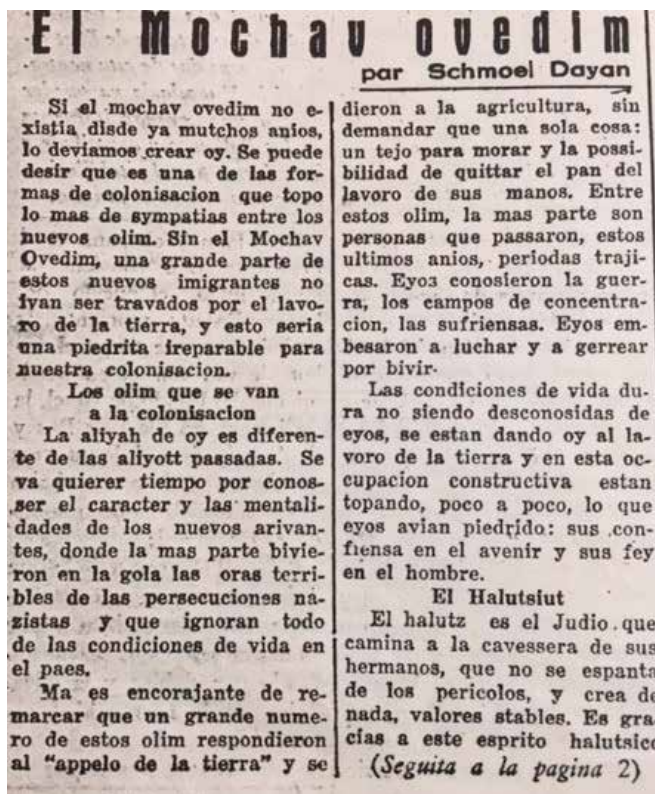 El Mochav ovedim
par Schmoel Dayan
Si el mochav ovedim no e-
xistia disde ya mutchos anios,
lo deviamos crear oy. Se puede
desir que es una de las for-
mas de colonisacion que topo
lo mas de sympatias entre los
nuevos olim. Sin el Mochav
Ovedim, una grande parte de
estos nuevos imigrantes no
ivan ser travados por el lavo-
ro de la tierra, y esto seria
una piedrita ireparable para
nuestra colonisacion.
Los olim que se van
a la colonisacion
La aliyah de oy es diferen-
te de las aliyott passadas. Se
va quierer tiempo por conos-
ser el caracter y las mentali-
dades de los nuevos arivan-
tes, donde la mas parte bivie-
ron en la gola las oras terri-
bles de las persecuciones na-
zistas y que ignoran todo
de las condiciones de vida en
el paes.
Ma es encorajante de re-
marcar que un grande nume-
ro de estos olim respondieron
al "appelo de la tierra" y se
dieron a la agricultura, sin
demandar que una sola cosa:
un tejo para morar y la possi-
bilidad de quittar el pan del
lavoro de sus manos. Entre
estos olim, la mas parte son
personas que passaron, estos
ultimos anios, periodas traji-
cas. Eyos conosieron la guer-
ra, los campos de concentra-
cion, las sufriensas. Eyos em-
besaron a luchar y a gerrear
por bivir.
Las condiciones de vida du-
ra no siendo desconosidas de
eyos, se estan dando oy al la-
voro de la tierra y en esta oc-
cupacion constructiva estan
topando, poco a poco, lo que
eyos avian piedrido: sus con-
fiensa en el avenir y sus fey
en el hombre.
El Halutsiut
El halutz es el Judio que
camina a la cavessera de sus
hermanos, que no se espanta
de los pericolos, y crea de
nada, valores stables. Es gra
cias a este esprito halutsico
(Seguita a la pagina 2)